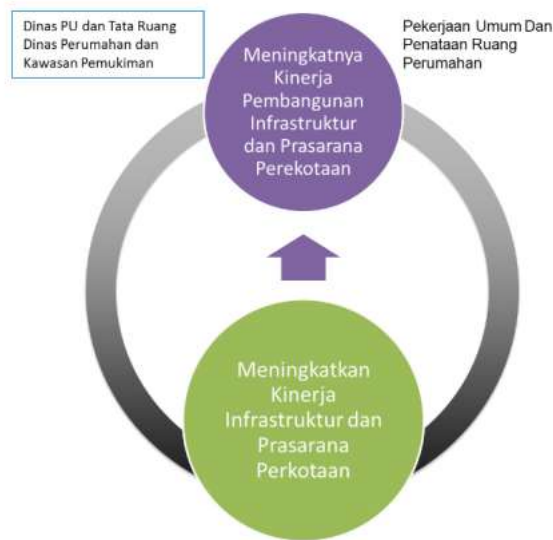 Dinas PU dan Tata Ruang
Dinas Perumahan dan
Kawasan Pemukiman
Meningkatnya
Kinerja
Pembangunan
Infrastruktur
dan Prasarana
Perekotaan
Pekerjaan Umum Dan
Penataan Ruang
Perumahan
Meningkatkan
Kinerja
Infrastruktur dan
Prasarana
Perkotaan